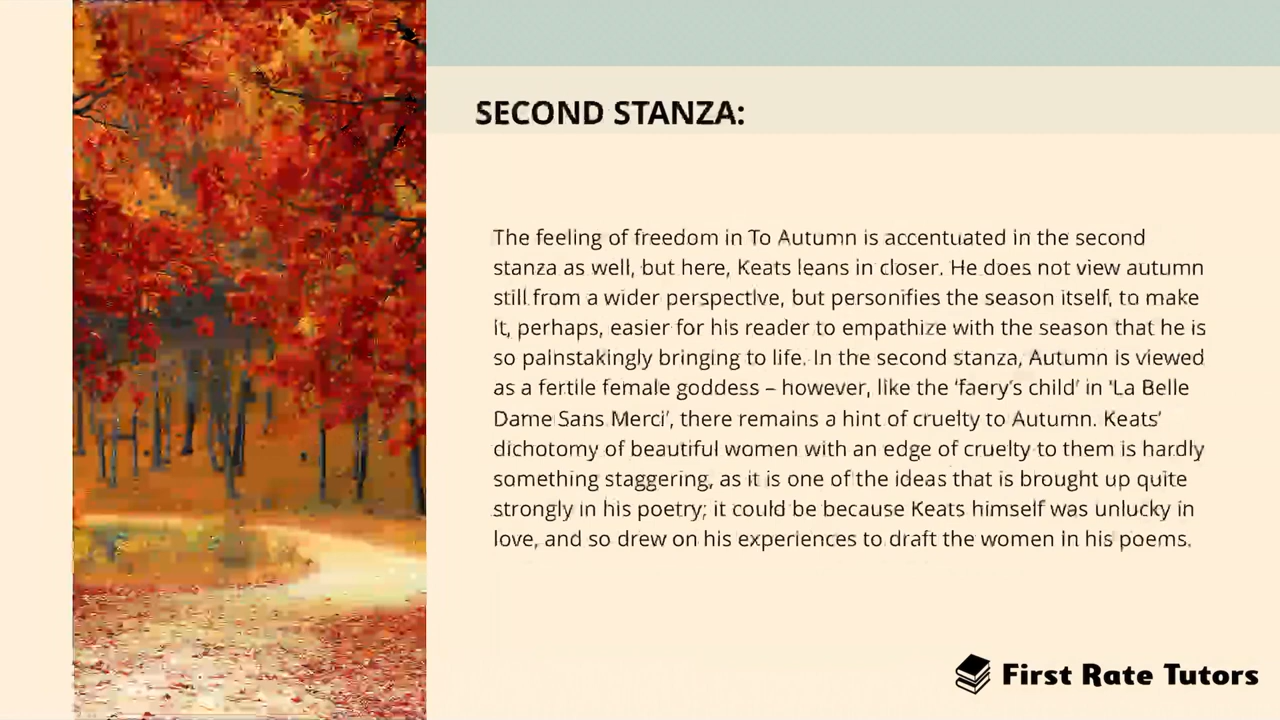 SECOND STANZA:
The feeling of freedom in To Autumn is accentuated in the second
stanza as well, but here, Keats leans in closer. He does not view autumn
still from a wider perspective, but personifies the season itself, to make
it, perhaps, easier for his reader to empathize with the season that he is
so painstakingly bringing to life. In the second stanza, Autumn is viewed
as a fertile female goddess – however, like the ‘faery’s child’ in ‘La Belle
Dame Sans Merci’, there remains a hint of cruelty to Autumn. Keats’
dichotomy of beautiful women with an edge of cruelty to them is hardly
something staggering, as it is one of the ideas that is brought up quite
strongly in his poetry; it could be because Keats himself was unlucky in
love, and so drew on his experiences to draft the women in his poems.
First Rate Tutors